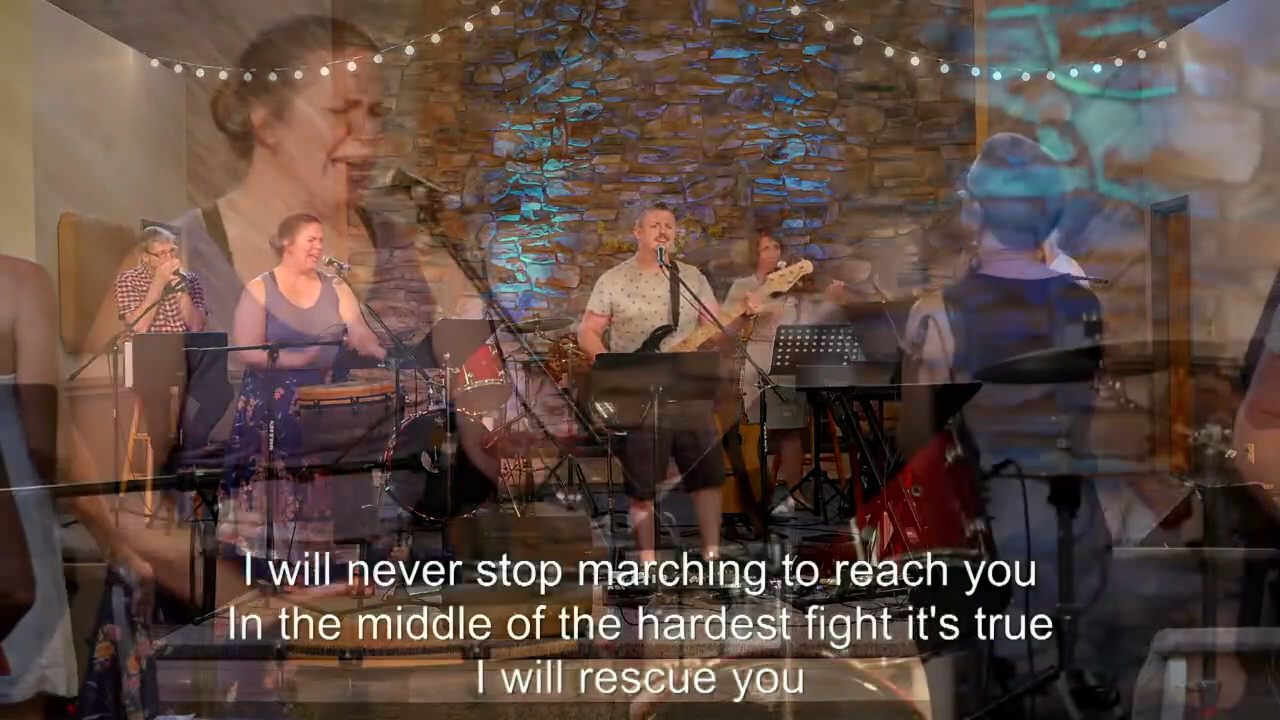 I will never stop marching to reach you
In the middle of the hardest fight it's true
I will rescue you